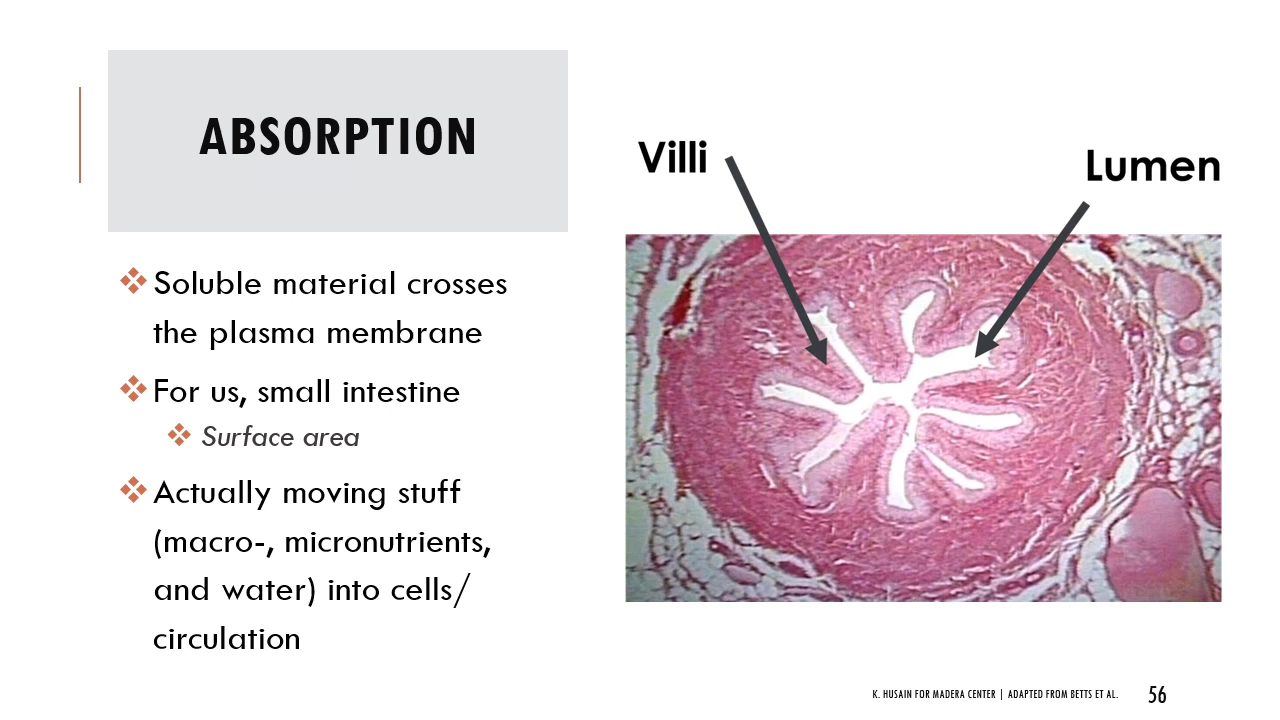 ABSORPTION
Villi
Lumen
Soluble material crosses
the plasma membrane
For us, small intestine
Surface area
Actually moving stuff
(macro-, micronutrients,
and water) into cells/
circulation
K. HUSAIN FOR MADERA CENTER | ADAPTED FROM BETTS ET AL.
56